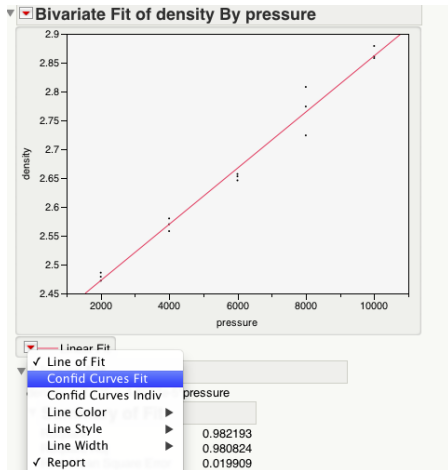 Bivariate Fit of density By pressure
2.9
2.85
2.8
2.75
2.7
2.65
2.6
2.55
2.5
2.45
density
2000 4000 6000 8000 10000
pressure
Linear Fit
✓ Line of Fit
Confid Curves Fit
Confid Curves Indiv
pressure
Line Color ▶
Line Style ▶
0.982193
Line Width ▶
0.980824
✓ Report
0.019909